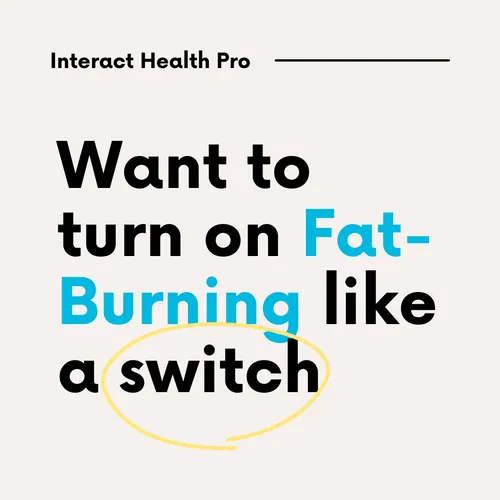 Interact Health Pro
Want to
turn on Fat-
Burning like
a switch